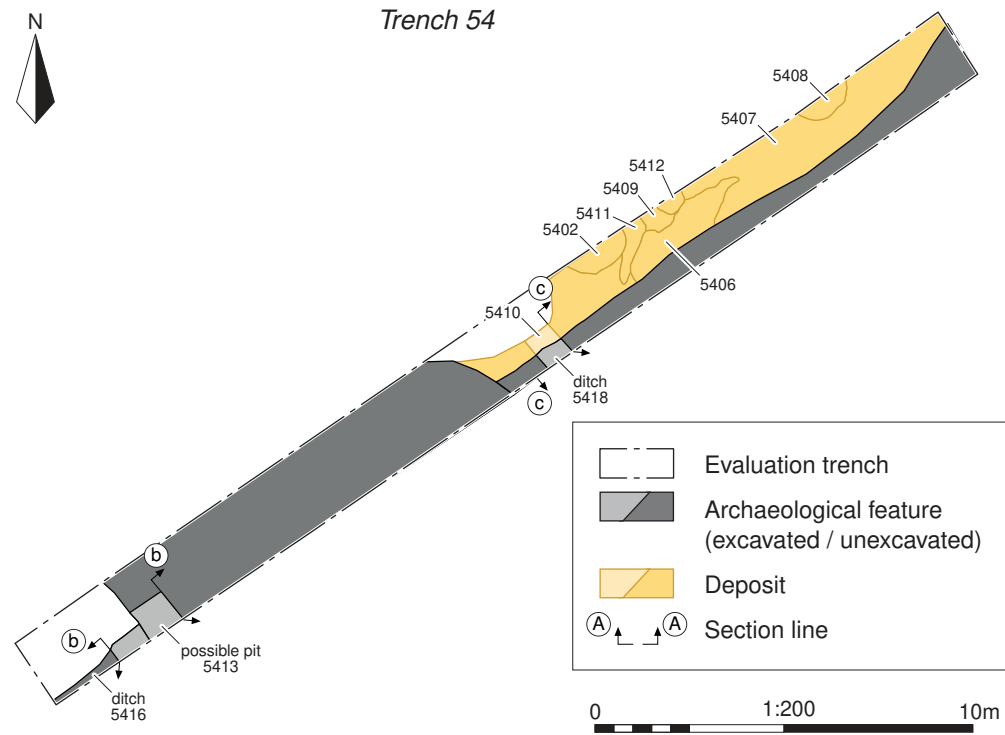 Trench 54
N
5408
5407
5412
5409
5411
5402
5406
c
5410
ditch
5418
c
b
b
possible pit
5413
ditch
5416
Evaluation trench
Archaeological feature
(excavated / unexcavated)
Deposit
A A Section line
0 1:200 10m